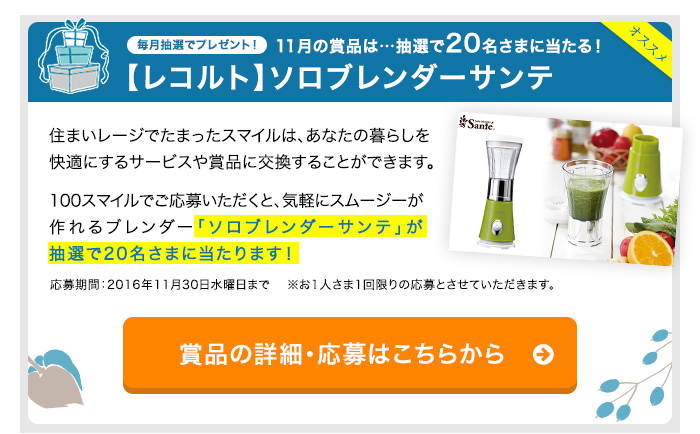 毎月抽選でプレゼント！ 11月の賞品は…抽選で20名さまに当たる！
オススメ
【レコルト】ソロブレンダーサンテ
住まいレージでたまったスマイルは、あなたの暮らしを
快適にするサービスや賞品に交換することができます。
Santé.
100スマイルでご応募いただくと、気軽にスムージーが
作れるブレンダー「ソロブレンダーサンテ」が
抽選で20名さまに当たります！
応募期間：2016年11月30日水曜日まで ※お1人さま1回限りの応募とさせていただきます。
賞品の詳細・応募はこちらから